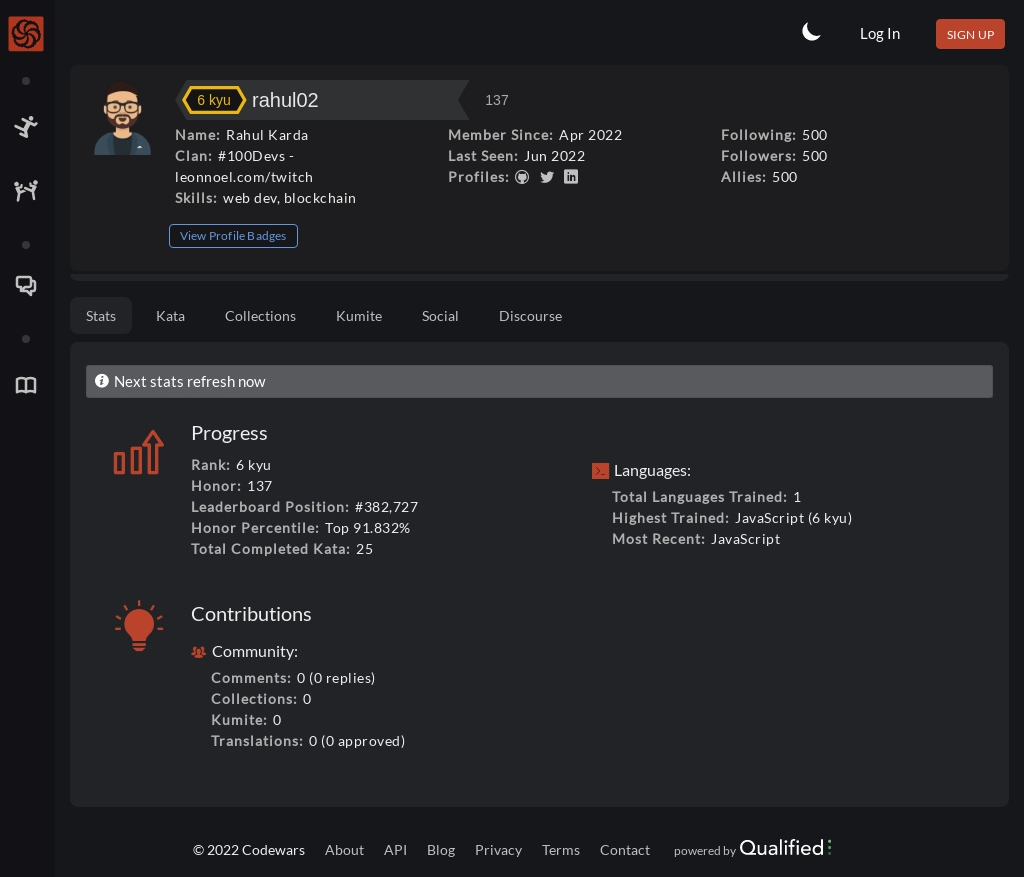 Log In
SIGN UP
6 kyu
rahul02
137
Name: Rahul Karda
Clan: #100Devs -
leonnoel.com/twitch
Skills: web dev, blockchain
Member Since: Apr 2022
Last Seen: Jun 2022
Profiles:
Following: 500
Followers: 500
Allies: 500
View Profile Badges
Stats
Kata
Collections
Kumite
Social
Discourse
Next stats refresh now
Progress
Rank: 6 kyu
Honor: 137
Leaderboard Position: #382,727
Honor Percentile: Top 91.832%
Total Completed Kata: 25
Languages:
Total Languages Trained: 1
Highest Trained: JavaScript (6 kyu)
Most Recent: JavaScript
Contributions
Community:
Comments: 0 (0 replies)
Collections: 0
Kumite: 0
Translations: 0 (0 approved)
© 2022 Codewars
About
API
Blog
Privacy
Terms
Contact
powered by Qualified